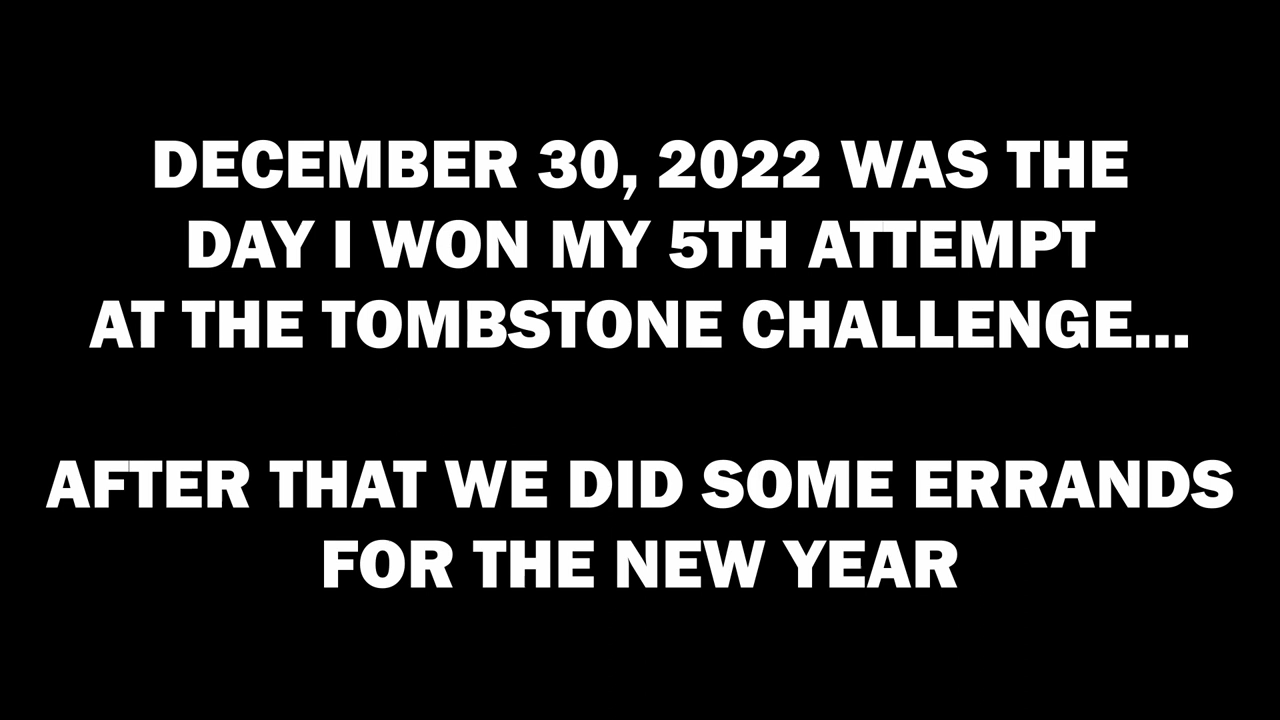 DECEMBER 30, 2022 WAS THE
DAY I WON MY 5TH ATTEMPT
AT THE TOMBSTONE CHALLENGE...
AFTER THAT WE DID SOME ERRANDS
FOR THE NEW YEAR